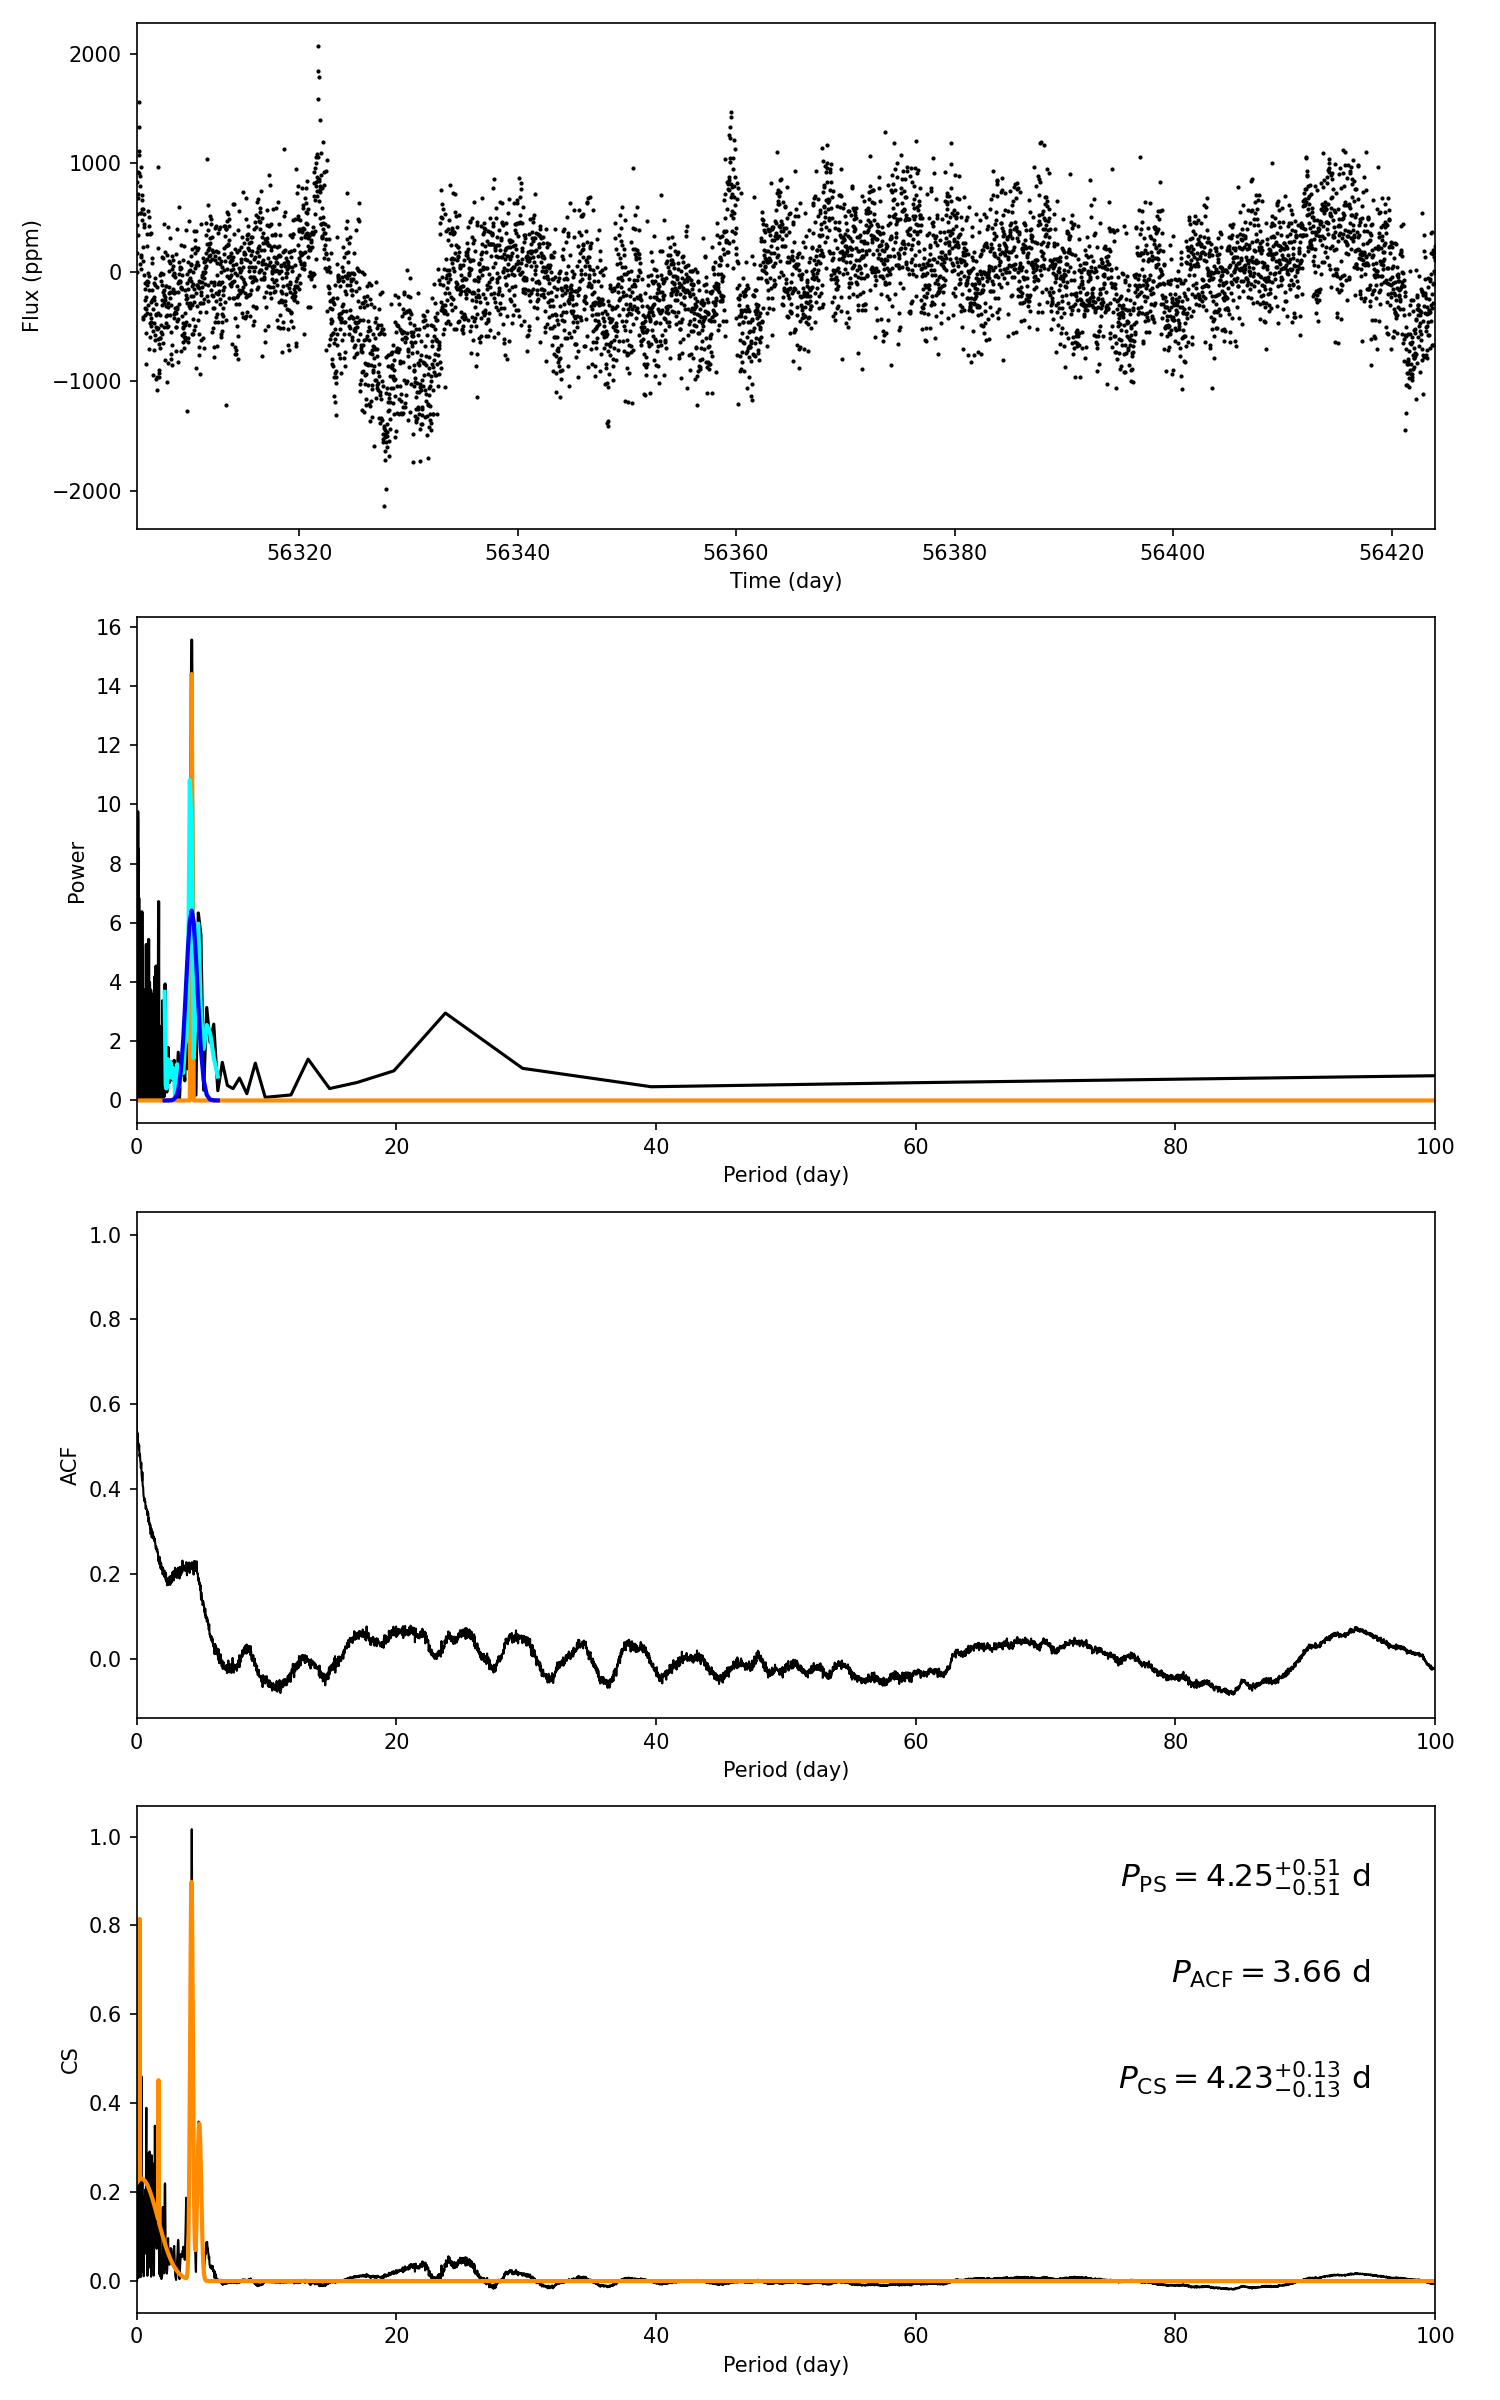 2000
1000
0
−1000
−2000
Flux (ppm)
56320 56340 56360 56380 56400 56420
Time (day)
16
14
12
10
8
6
4
2
0
Power
0 20 40 60 80 100
Period (day)
1.0
0.8
0.6
0.4
0.2
0.0
ACF
0 20 40 60 80 100
Period (day)
1.0
0.8
0.6
0.4
0.2
0.0
CS
P_PS = 4.25^{+0.51}_{−0.51} d
P_ACF = 3.66 d
P_CS = 4.23^{+0.13}_{−0.13} d
0 20 40 60 80 100
Period (day)